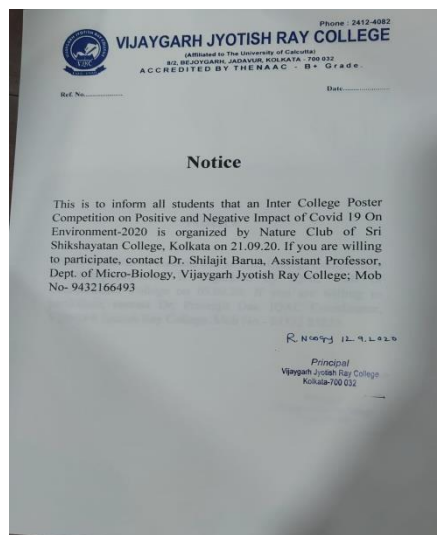 Phone : 2412-4082
VIJAYGARH JYOTISH RAY COLLEGE
(Affiliated to The University of Calcutta)
8/2, BEJOYGARH, JADAVUR, KOLKATA - 700 032
ACCREDITED BY THENAAC - B+ Grade.
Ref. No....................
Date........................
Notice
This is to inform all students that an Inter College Poster
Competition on Positive and Negative Impact of Covid 19 On
Environment-2020 is organized by Nature Club of Sri
Shikshayatan College, Kolkata on 21.09.20. If you are willing
to participate, contact Dr. Shilajit Barua, Assistant Professor,
Dept. of Micro-Biology, Vijaygarh Jyotish Ray College; Mob
No- 9432166493
12.9.2020
Principal
Vijaygarh Jyotish Ray College
Kolkata-700 032